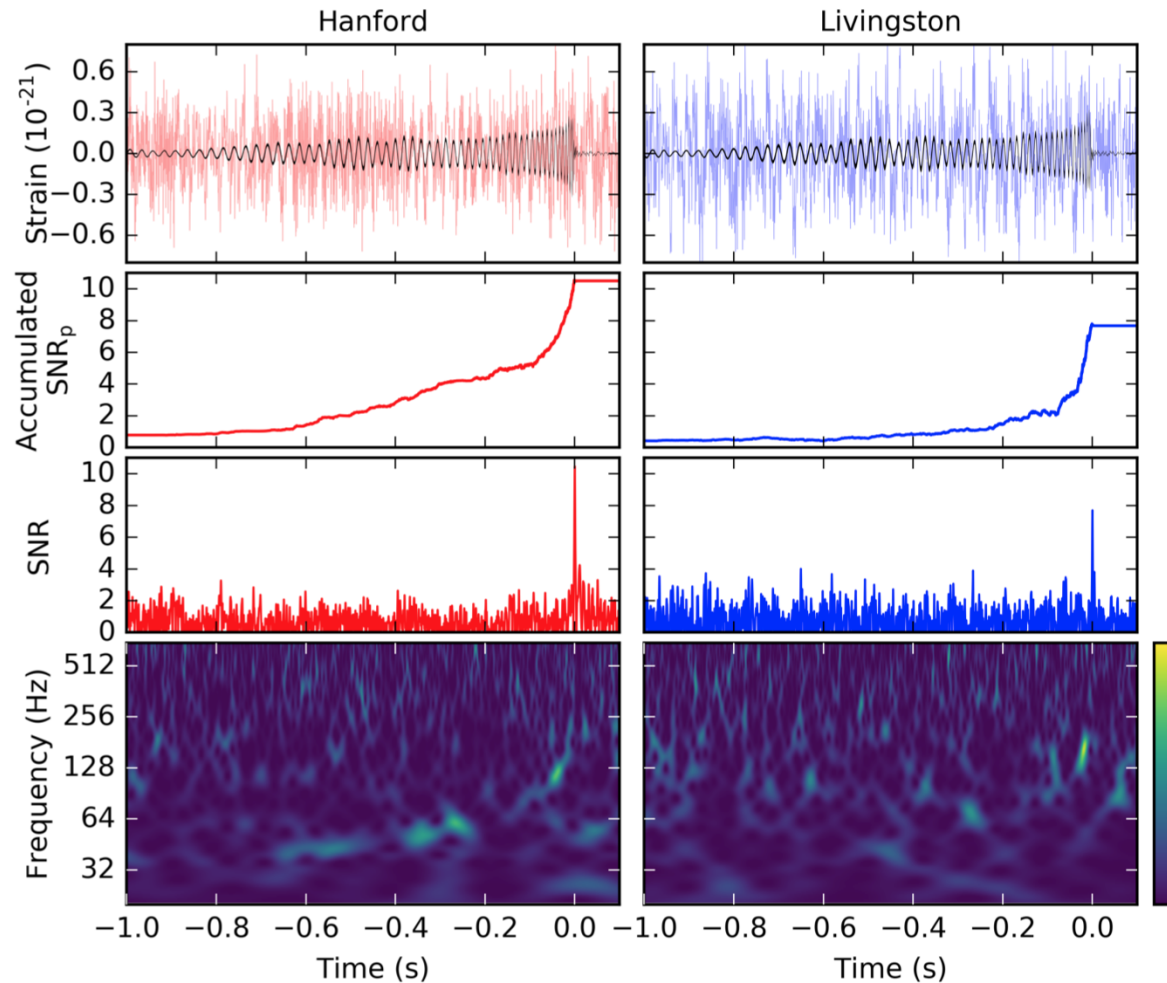 Hanford
Livingston
Strain (10⁻²¹)
0.6
0.3
0.0
−0.3
−0.6
Accumulated
SNRₚ
10
8
6
4
2
0
SNR
10
8
6
4
2
0
Frequency (Hz)
512
256
128
64
32
−1.0 −0.8 −0.6 −0.4 −0.2 0.0
−1.0 −0.8 −0.6 −0.4 −0.2 0.0
Time (s)
Time (s)